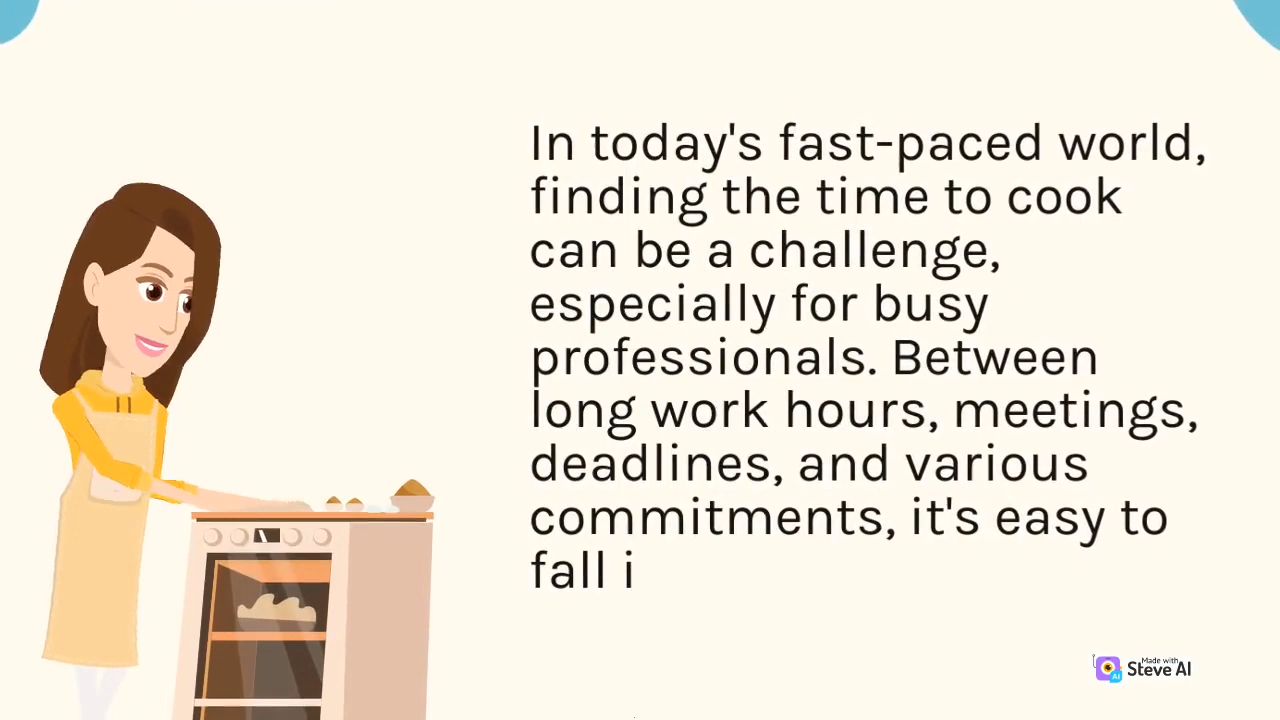 In today's fast-paced world,
finding the time to cook
can be a challenge,
especially for busy
professionals. Between
long work hours, meetings,
deadlines, and various
commitments, it's easy to
fall i
Made with
Steve AI
AI